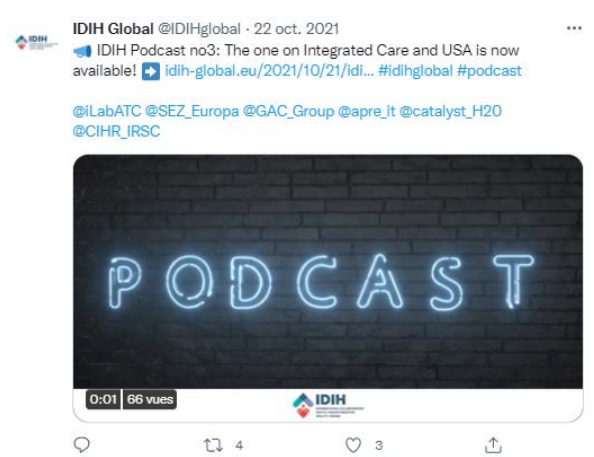 IDIH
IDIH Global @IDIHglobal · 22 oct. 2021
IDIH Podcast no3: The one on Integrated Care and USA is now
available! idih-global.eu/2021/10/21/idi... #idihglobal #podcast
@iLabATC @SEZ_Europa @GAC_Group @apre_it @catalyst_H20
@CIHR_IRSC
PODCAST
0:01 66 vues
IDIH
4 3